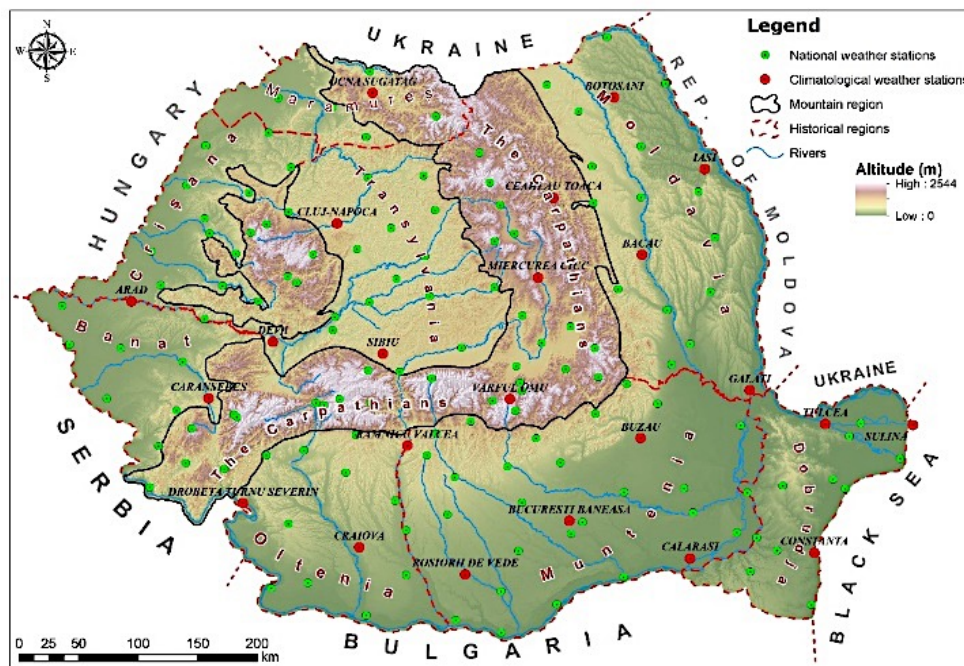 N
W E
S
Legend
National weather stations
Climatological weather stations
Mountain region
Historical regions
Rivers
Altitude (m)
High : 2544
Low : 0
UKRAINE
HUNGARY
REP. OF MOLDOVA
UKRAINE
BLACK SEA
BULGARIA
SERBIA
Maramures
Crisana
Transylvania
The Carpathians
Moldavia
Banat
The Carpathians
Oltenia
Muntenia
Dobrudja
OCNA SUGATAG
BOTOSANI
IASI
CEAHLAU TOACA
CLUJ-NAPOCA
BACAU
MIERCUREA CIUC
ARAD
DEVA
SIBIU
CARANSEBES
VARFUL OMU
GALATI
TULCEA
SULINA
RAMNICU VALCEA
BUZAU
DROBETA TURNU SEVERIN
BUCURESTI BANEASA
CRAIOVA
ROSIORII DE VEDE
CALARASI
CONSTANTA
0 25 50 100 150 200
km